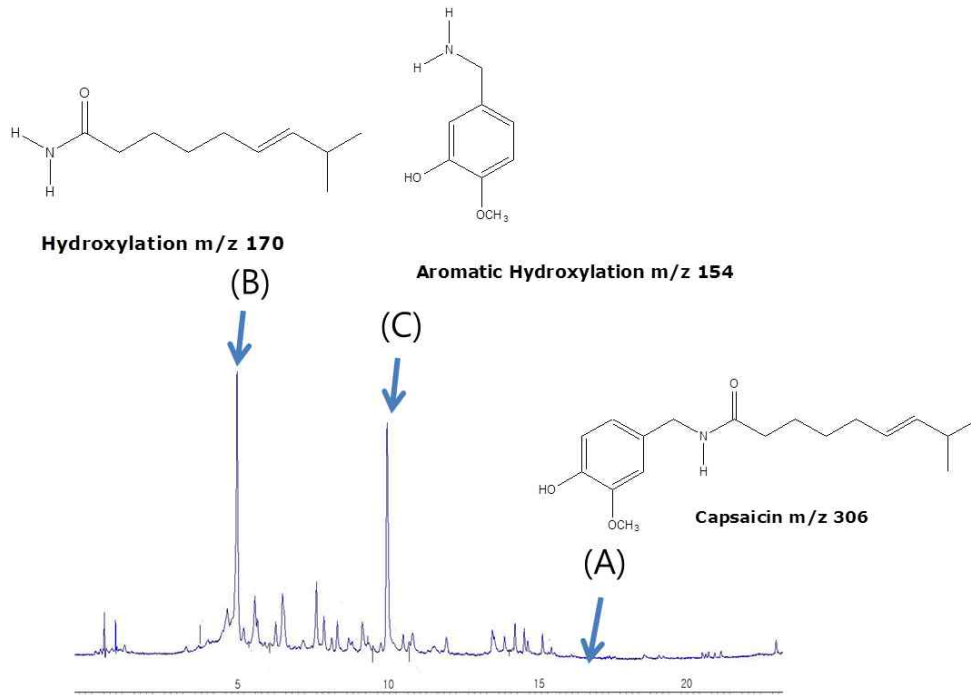 H
N
H
O
H
N
H
HO
OCH3
Hydroxylation m/z 170
Aromatic Hydroxylation m/z 154
(B)
(C)
O
N
H
HO
OCH3
Capsaicin m/z 306
(A)
5 10 15 20